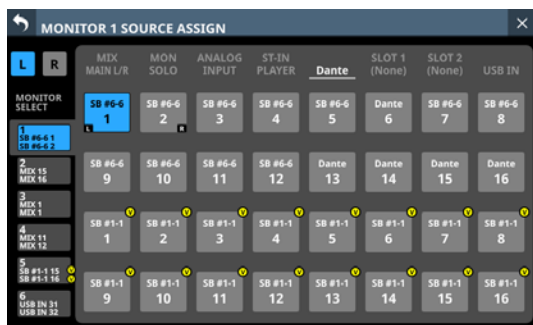 MONITOR 1 SOURCE ASSIGN
L R
MIX MON ANALOG ST-IN SLOT 1 SLOT 2
MAIN L/R SOLO INPUT PLAYER Dante (None) (None) USB IN
MONITOR
SELECT
1
SB #6-6 1
SB #6-6 2
2
MIX 15
MIX 16
3
MIX 1
MIX 1
4
MIX 11
MIX 12
5
SB #1-1 15 V
SB #1-1 16 V
6
USB IN 31
USB IN 32
SB #6-6 SB #6-6 SB #6-6 SB #6-6 SB #6-6 Dante SB #6-6 SB #6-6
1 2 3 4 5 6 7 8
L R
SB #6-6 SB #6-6 SB #6-6 SB #6-6 Dante Dante Dante Dante
9 10 11 12 13 14 15 16
V V V V V V V V
SB #1-1 SB #1-1 SB #1-1 SB #1-1 SB #1-1 SB #1-1 SB #1-1 SB #1-1
1 2 3 4 5 6 7 8
V V V V V V V V
SB #1-1 SB #1-1 SB #1-1 SB #1-1 SB #1-1 SB #1-1 SB #1-1 SB #1-1
9 10 11 12 13 14 15 16